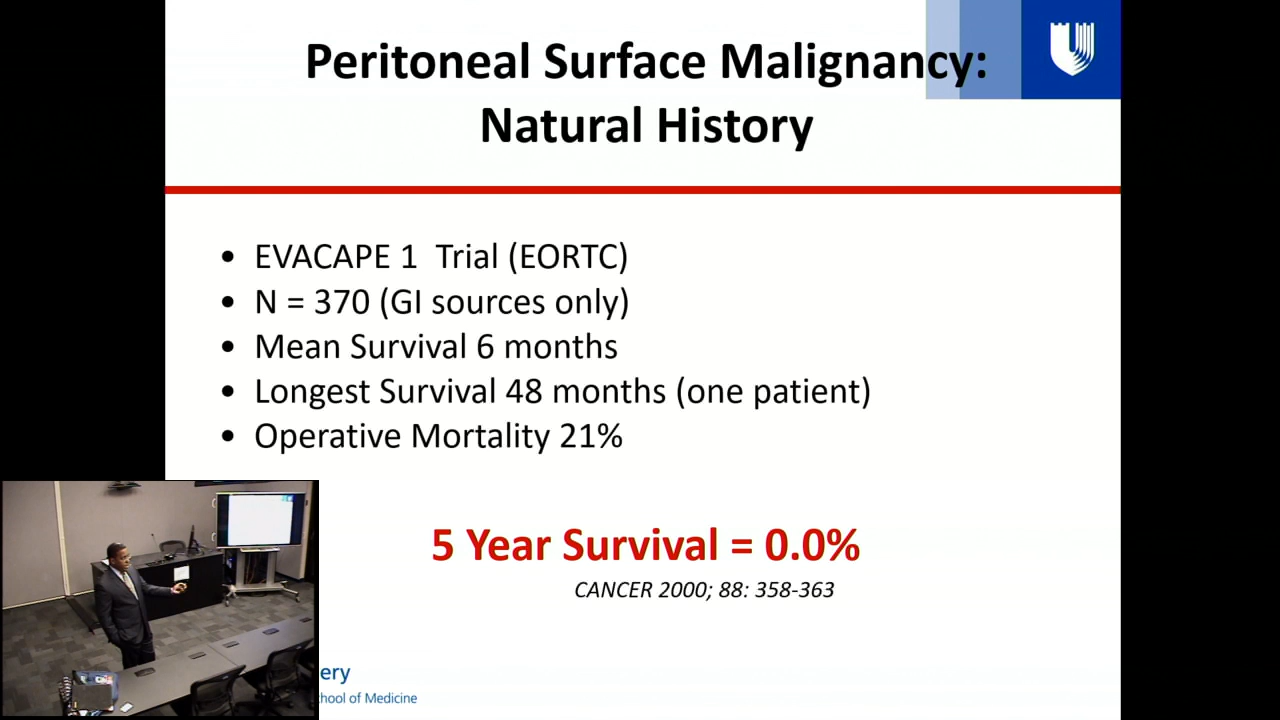 Peritoneal Surface Malignancy:
Natural History
• EVACAPE 1 Trial (EORTC)
• N = 370 (GI sources only)
• Mean Survival 6 months
• Longest Survival 48 months (one patient)
• Operative Mortality 21%
5 Year Survival = 0.0%
CANCER 2000; 88: 358-363
ery
hool of Medicine